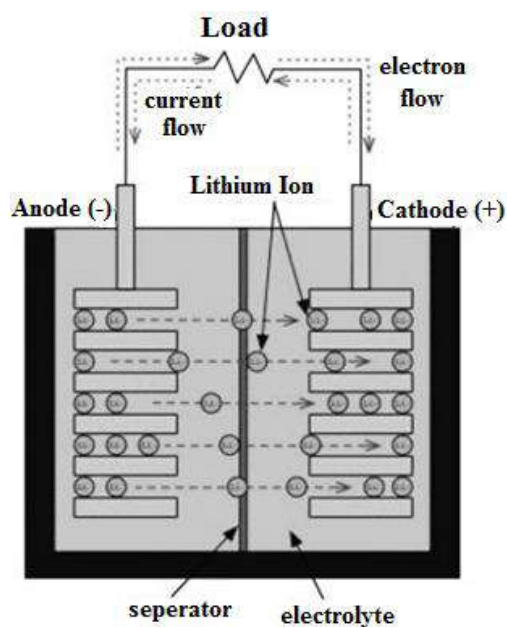 Load
electron
flow
current
flow
Lithium Ion
Anode (-)
Cathode (+)
seperator
electrolyte